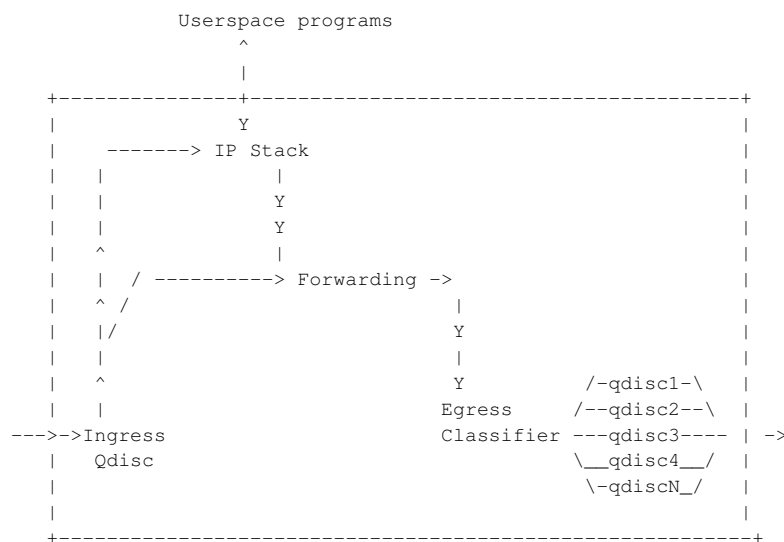 Userspace programs
^
|
+---------------+-----------------------------------------+
| Y |
| -------> IP Stack |
| | | |
| | Y |
| | Y |
| ^ | |
| | / ----------> Forwarding -> |
| ^ / | |
| |/ Y |
| | | |
| ^ Y /-qdisc1-\ |
| | Egress /--qdisc2--\ |
--->->Ingress Classifier ---qdisc3---- | ->
| Qdisc \__qdisc4__/ |
| \-qdiscN_/ |
| |
+----------------------------------------------------------+